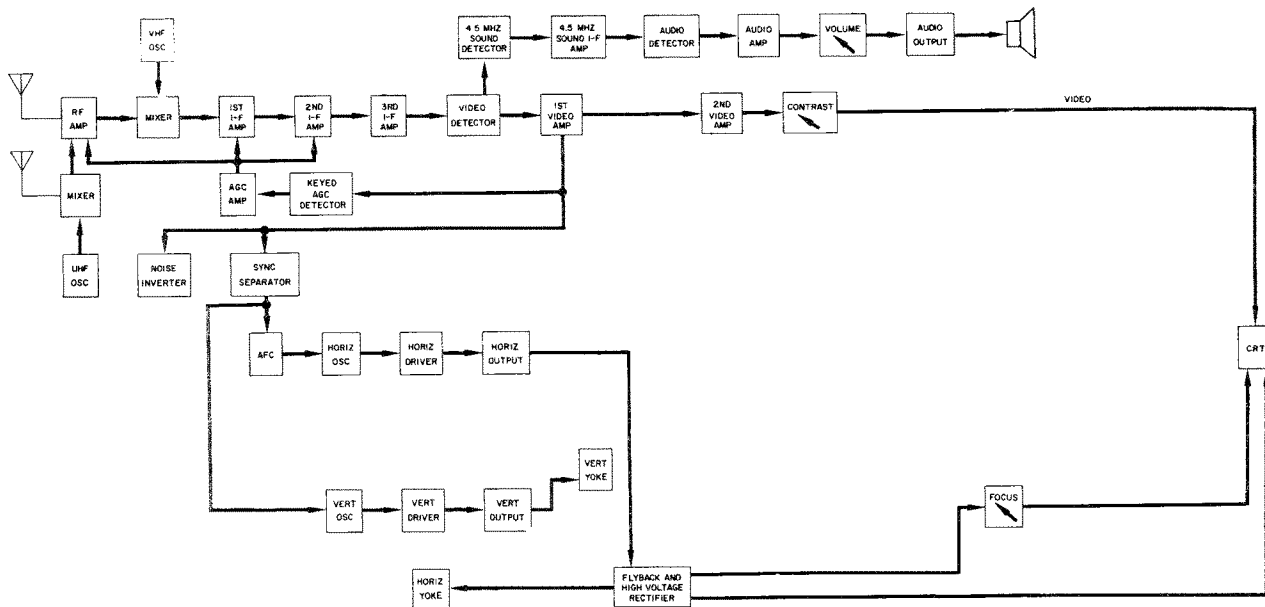 VHF
OSC
4.5 MHZ
SOUND
DETECTOR
4.5 MHZ
SOUND I-F
AMP
AUDIO
DETECTOR
AUDIO
AMP
VOLUME
AUDIO
OUTPUT
RF
AMP
MIXER
1ST
I-F
AMP
2ND
I-F
AMP
3RD
I-F
AMP
VIDEO
DETECTOR
1ST
VIDEO
AMP
2ND
VIDEO
AMP
CONTRAST
VIDEO
MIXER
AGC
AMP
KEYED
AGC
DETECTOR
UHF
OSC
NOISE
INVERTER
SYNC
SEPARATOR
AFC
HORIZ
OSC
HORIZ
DRIVER
HORIZ
OUTPUT
CRT
VERT
YOKE
VERT
OSC
VERT
DRIVER
VERT
OUTPUT
FOCUS
HORIZ
YOKE
FLYBACK AND
HIGH VOLTAGE
RECTIFIER